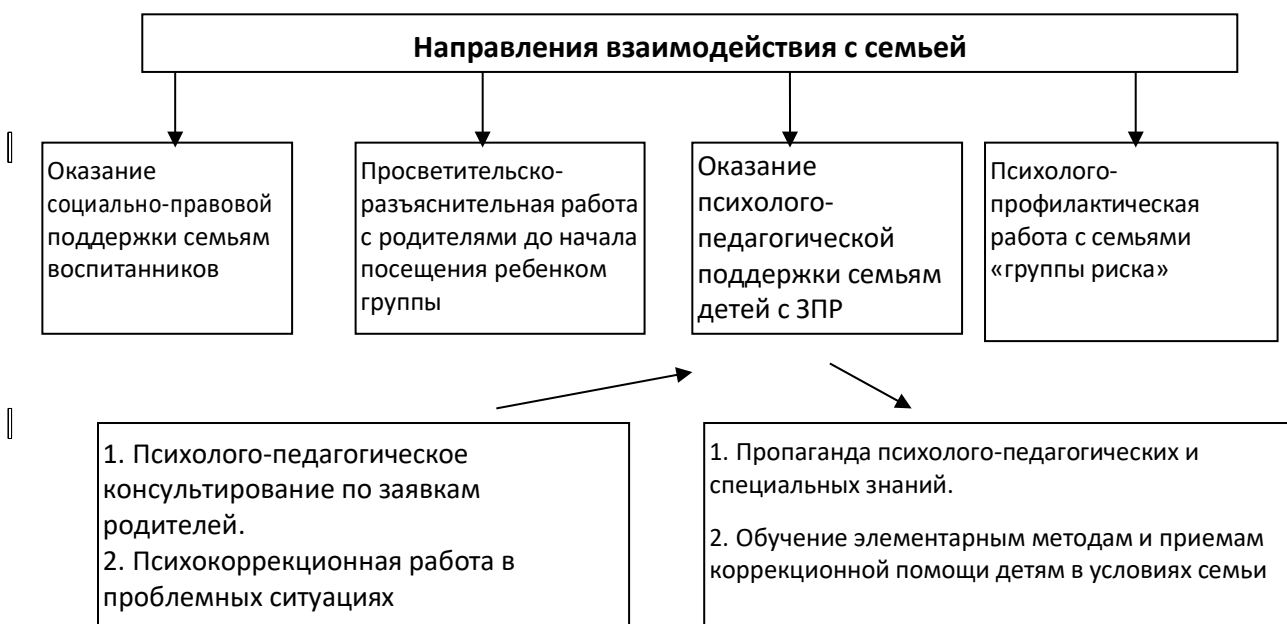 Направления взаимодействия с семьей
Оказание
социально-правовой
поддержки семьям
воспитанников
Просветительско-
разъяснительная работа
с родителями до начала
посещения ребенком
группы
Оказание
психолого-
педагогической
поддержки семьям
детей с ЗПР
Психолого-
профилактическая
работа с семьями
«группы риска»
1. Психолого-педагогическое
консультирование по заявкам
родителей.
2. Психокоррекционная работа в
проблемных ситуациях
1. Пропаганда психолого-педагогических и
специальных знаний.
2. Обучение элементарным методам и приемам
коррекционной помощи детям в условиях семьи